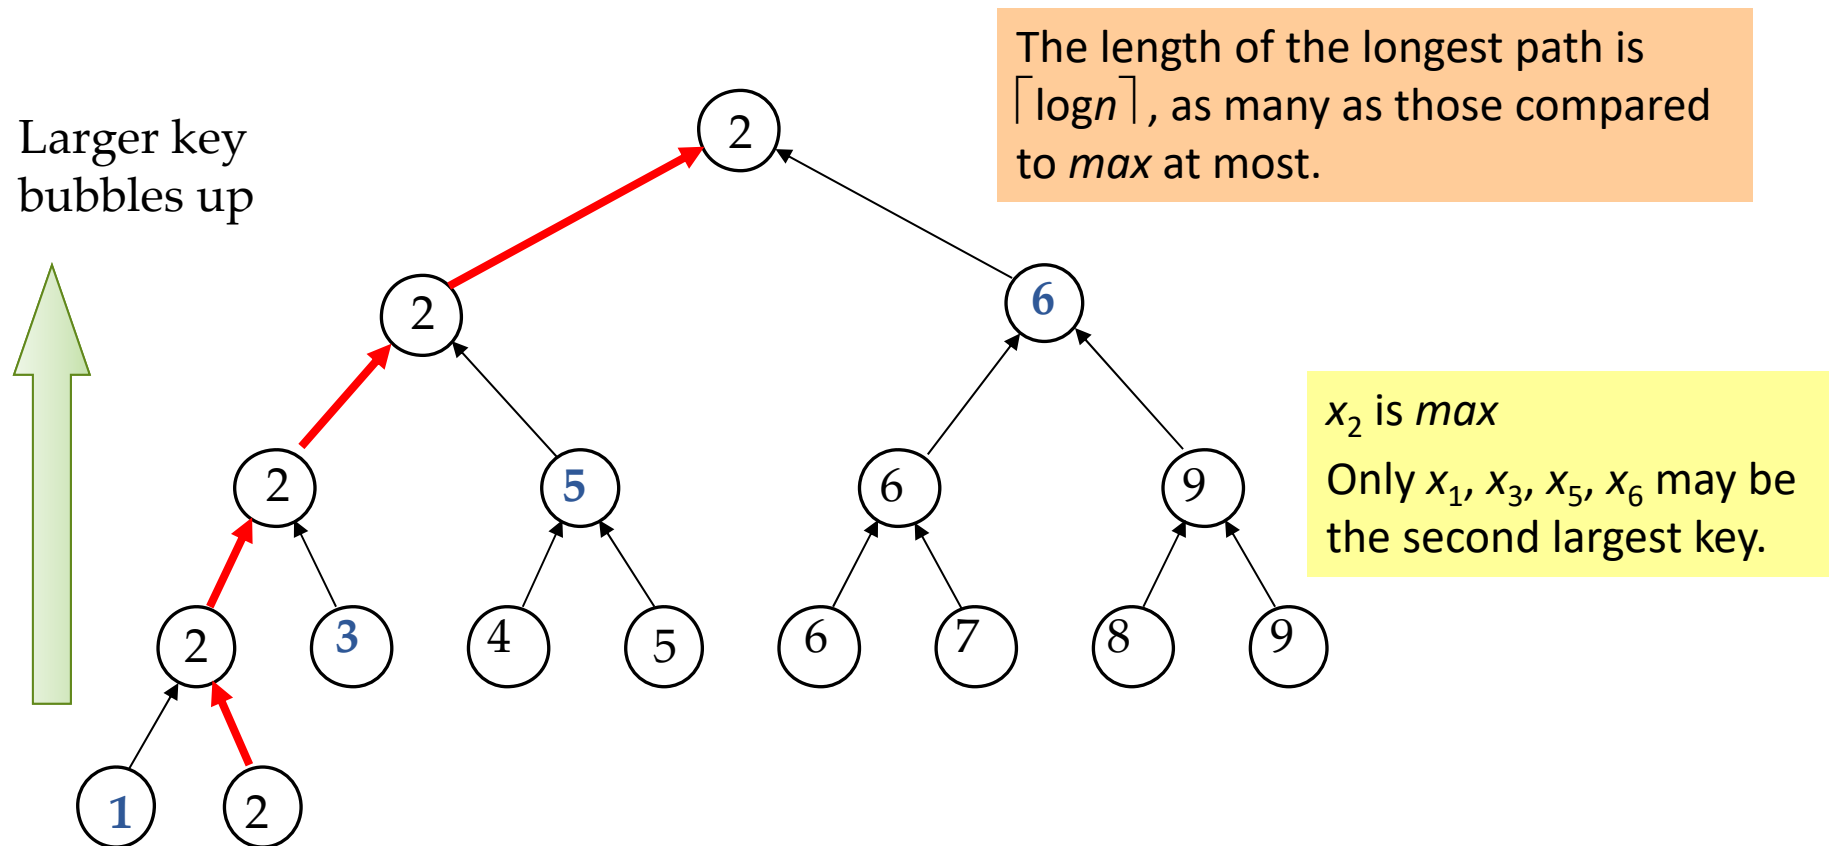 The length of the longest path is
⌈logn⌉, as many as those compared
to max at most.
Larger key
bubbles up
2
2
6
x₂ is max
Only x₁, x₃, x₅, x₆ may be
the second largest key.
2
5
6
9
2
3
4
5
6
7
8
9
1
2